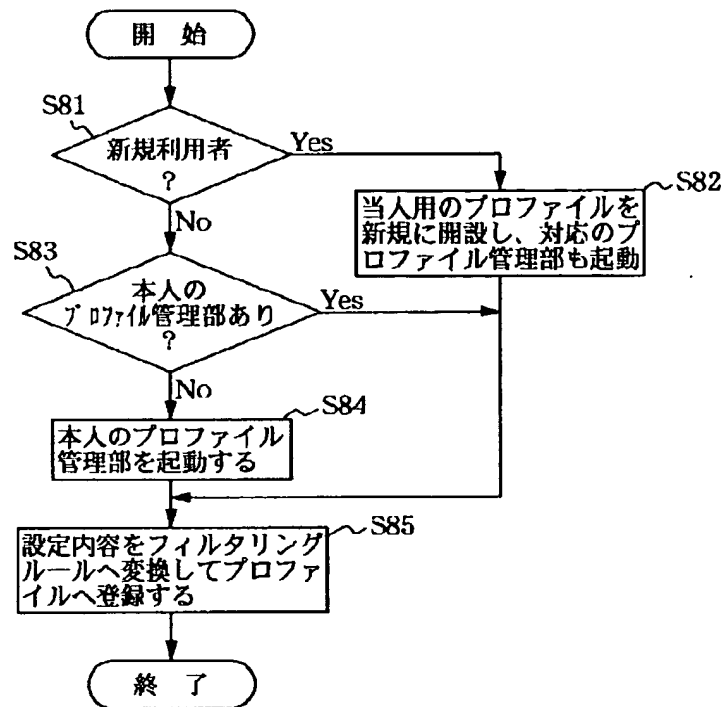 開 始
S81
新規利用者
?
Yes
No
S82
当人用のプロファイルを
新規に開設し、対応のプ
ロファイル管理部も起動
S83
本人の
プロファイル管理部あり
?
Yes
No
S84
本人のプロファイル
管理部を起動する
S85
設定内容をフィルタリング
ルールへ変換してプロファ
イルへ登録する
終 了